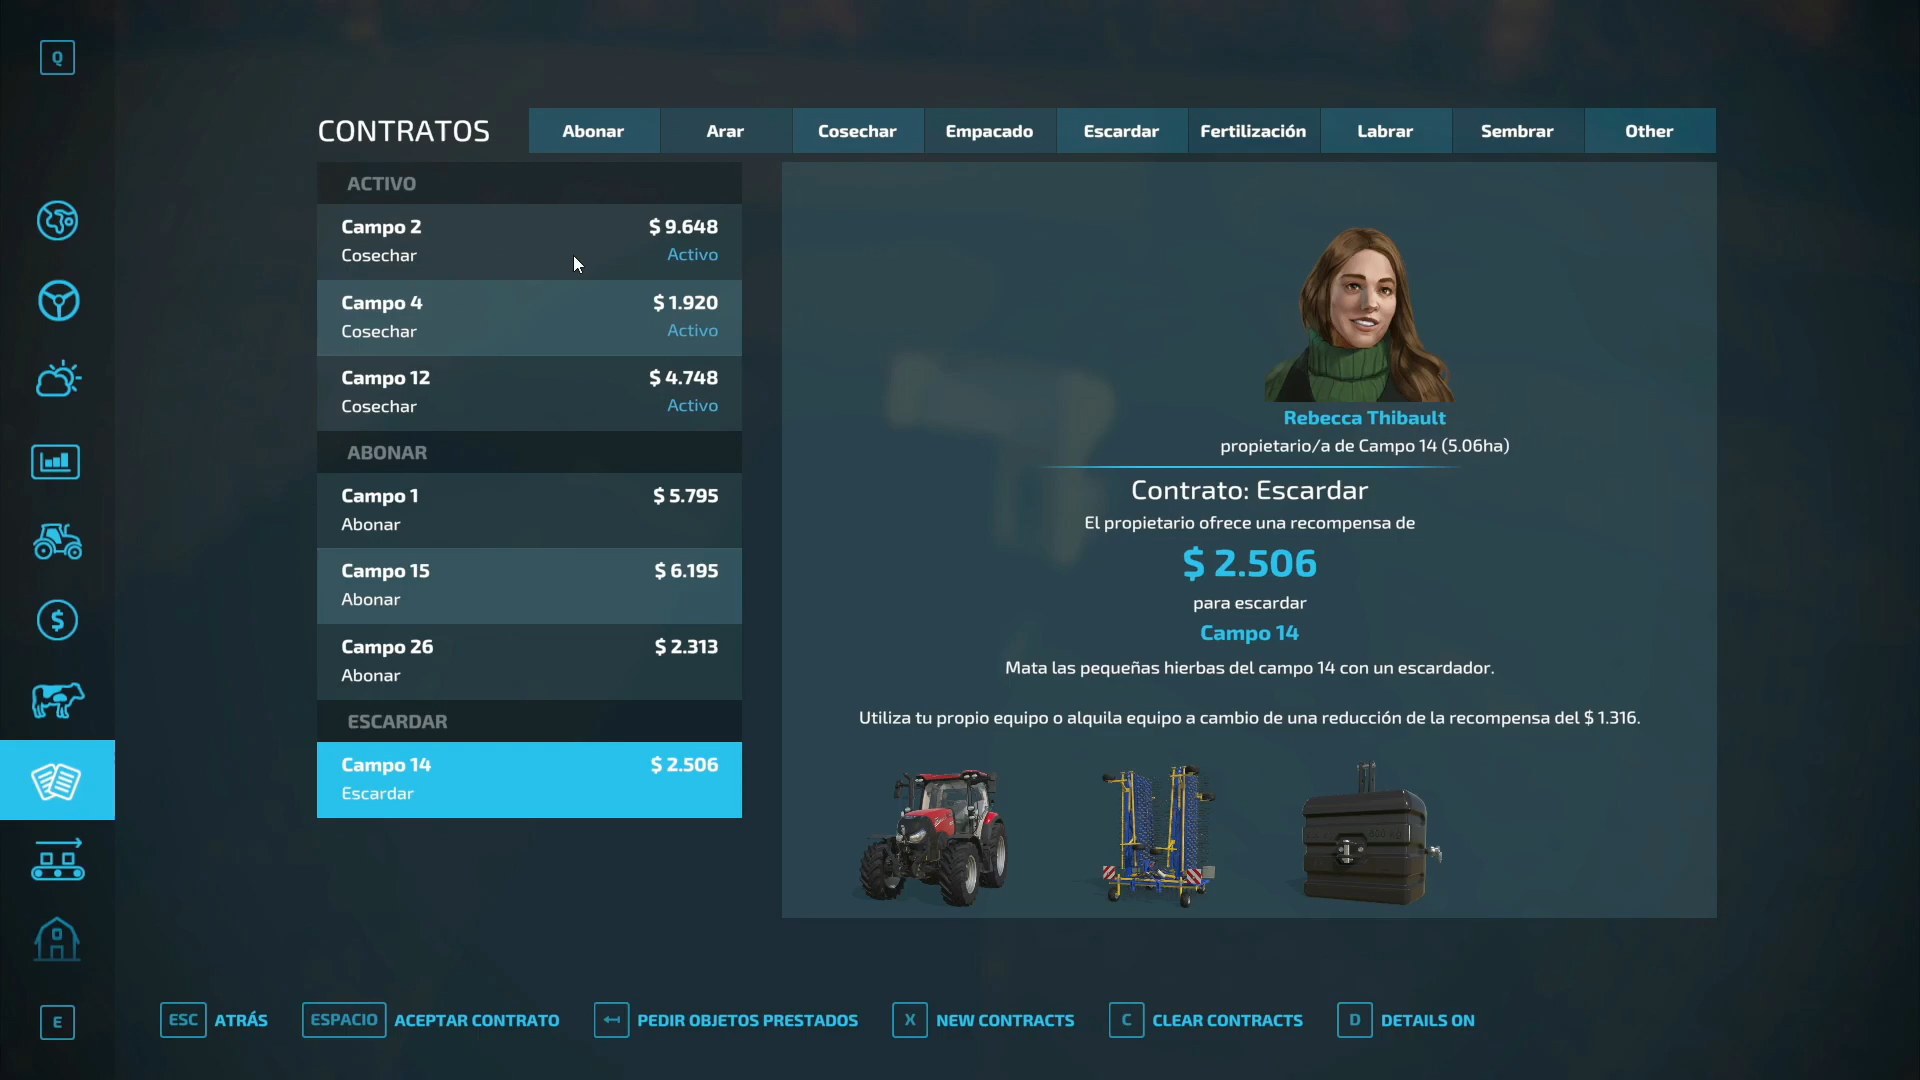 Q
CONTRATOS
Abonar
Arar
Cosechar
Empacado
Escardar
Fertilización
Labrar
Sembrar
Other
ACTIVO
Campo 2 $ 9.648
Cosechar Activo
Campo 4 $ 1.920
Cosechar Activo
Campo 12 $ 4.748
Cosechar Activo
ABONAR
Campo 1 $ 5.795
Abonar
Campo 15 $ 6.195
Abonar
Campo 26 $ 2.313
Abonar
ESCARDAR
Campo 14 $ 2.506
Escardar
Rebecca Thibault
propietario/a de Campo 14 (5.06ha)
Contrato: Escardar
El propietario ofrece una recompensa de
$ 2.506
para escardar
Campo 14
Mata las pequeñas hierbas del campo 14 con un escardador.
Utiliza tu propio equipo o alquila equipo a cambio de una reducción de la recompensa del $ 1.316.
E
ESC ATRÁS
ESPACIO ACEPTAR CONTRATO
PEDIR OBJETOS PRESTADOS
X NEW CONTRACTS
C CLEAR CONTRACTS
D DETAILS ON